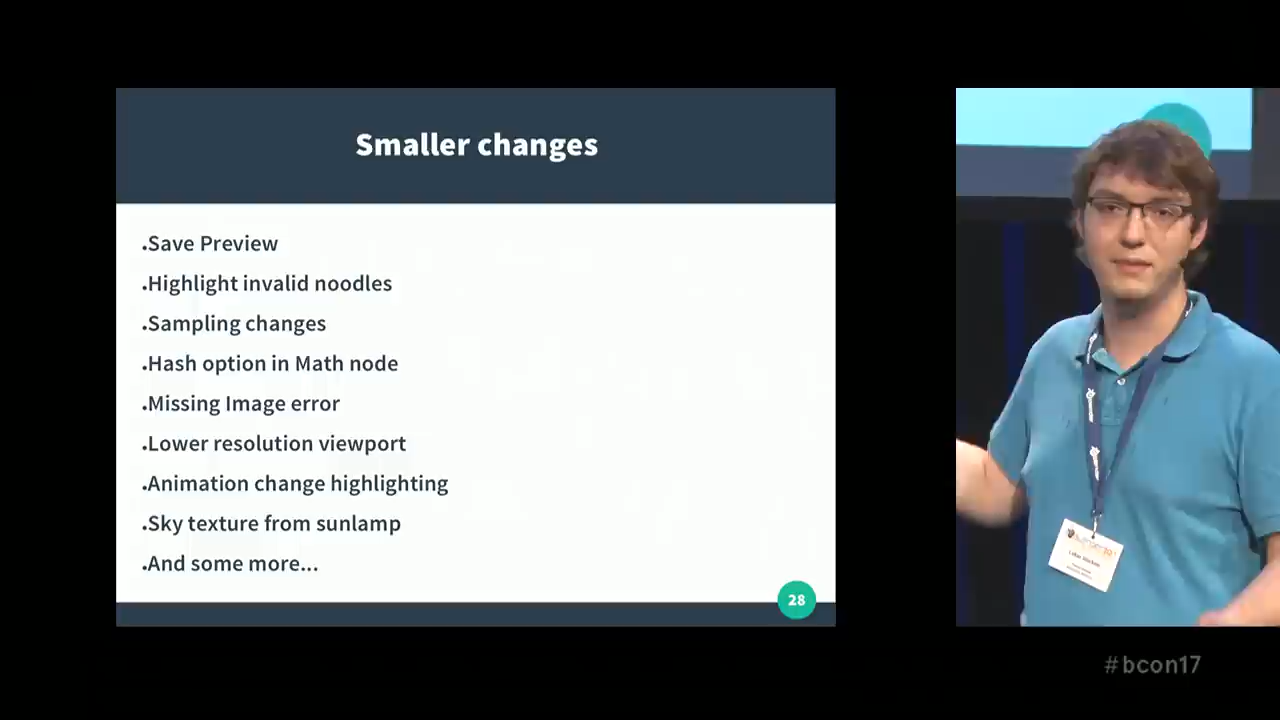 Smaller changes
.Save Preview
.Highlight invalid noodles
.Sampling changes
.Hash option in Math node
.Missing Image error
.Lower resolution viewport
.Animation change highlighting
.Sky texture from sunlamp
.And some more...
28
#bcon17